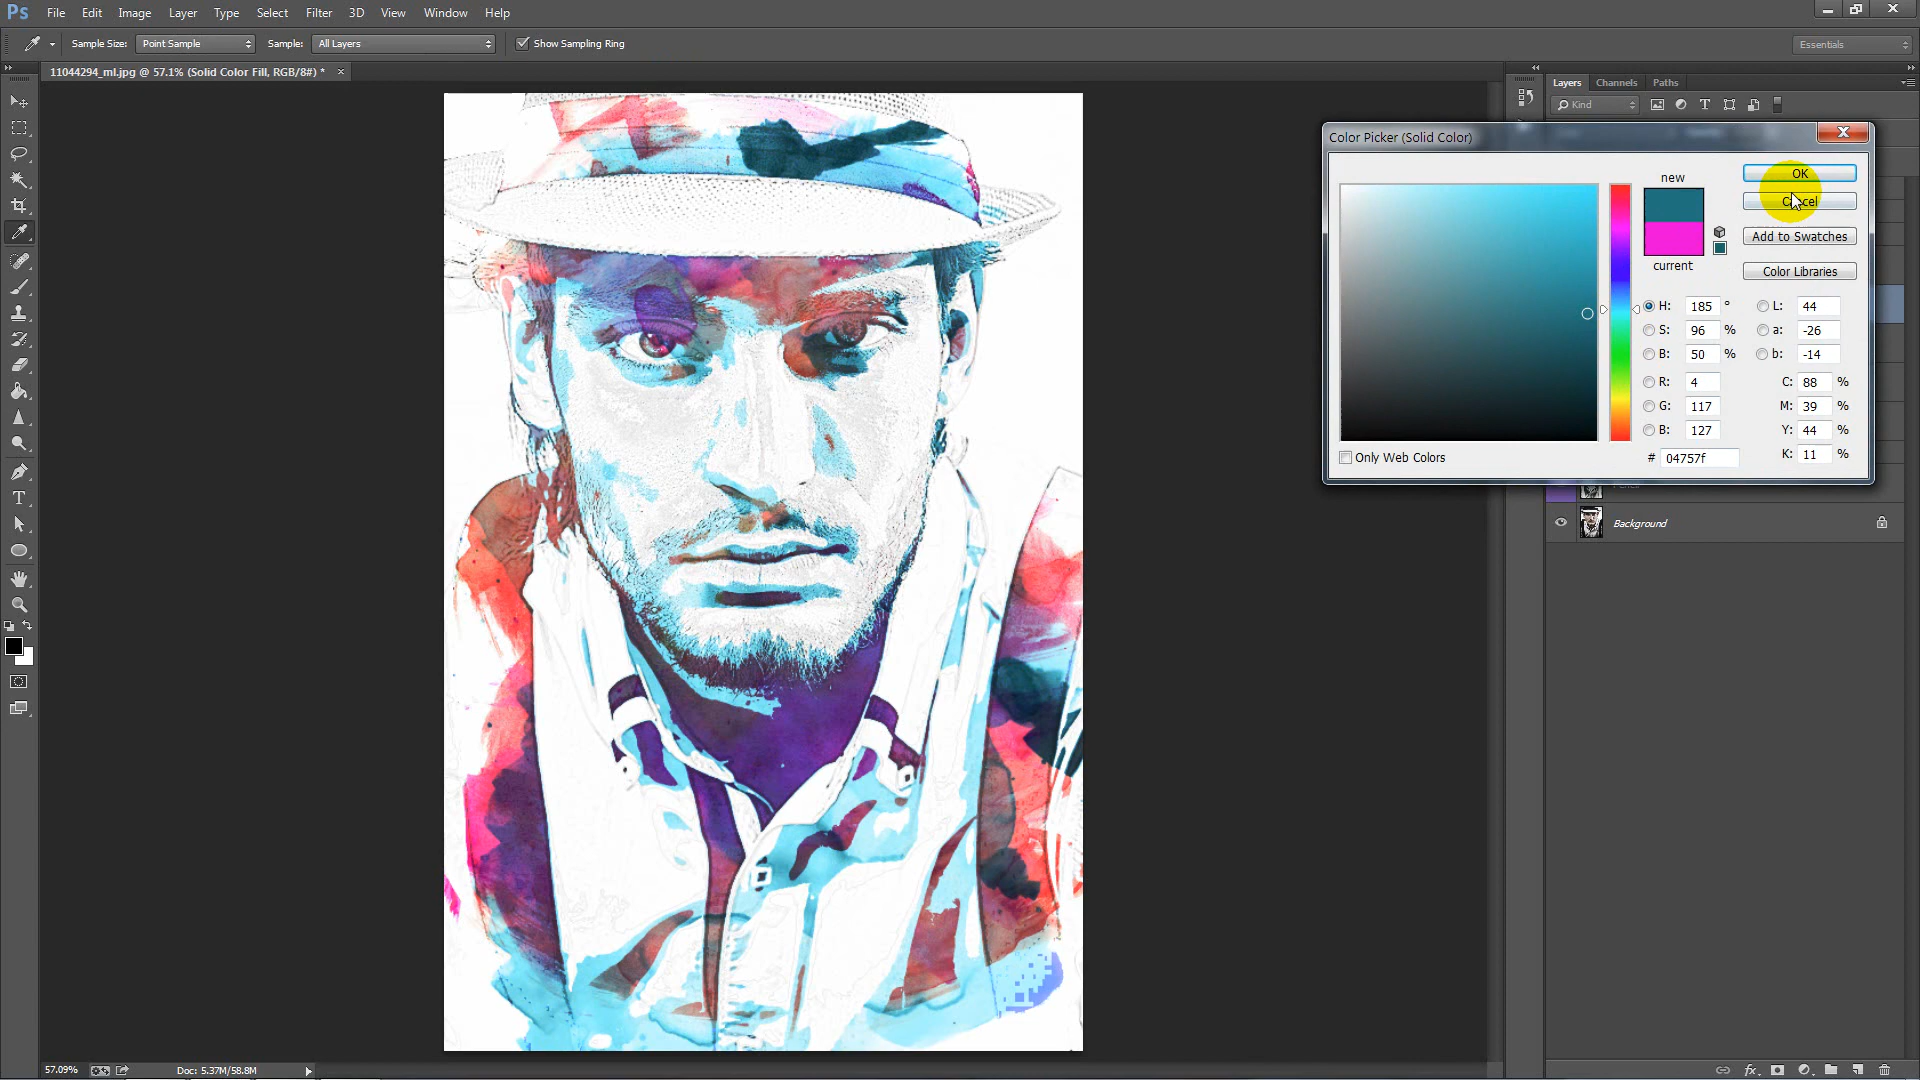 Ps File Edit Image Layer Type Select Filter 3D View Window Help
Sample Size: Point Sample Sample: All Layers Show Sampling Ring Essentials
11044294_ml.jpg @ 57.1% (Solid Color Fill, RGB/8#) * ×
Layers Channels Paths
Kind
Color Picker (Solid Color)
new
OK
Cancel
Add to Swatches
current
Color Libraries
H: 185 ° L: 44
S: 96 % a: -26
B: 50 % b: -14
R: 4 C: 88 %
G: 117 M: 39 %
B: 127 Y: 44 %
Only Web Colors # 04757f K: 11 %
Background
T
57.09% Doc: 5.37M/58.8M
fx